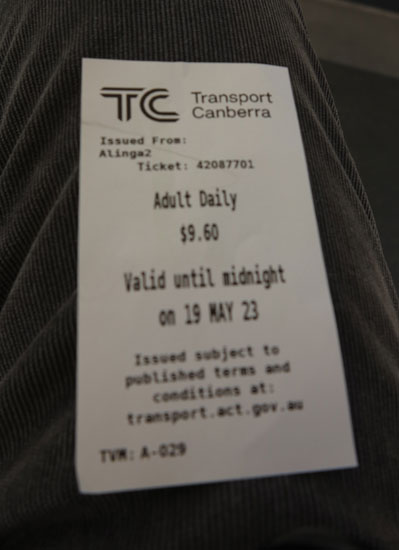 TC Transport
Canberra
Issued From:
Alinga2
Ticket: 42087701
Adult Daily
$9.60
Valid until midnight
on 19 MAY 23
Issued subject to
published terms and
conditions at:
transport.act.gov.au
TVM: A-029